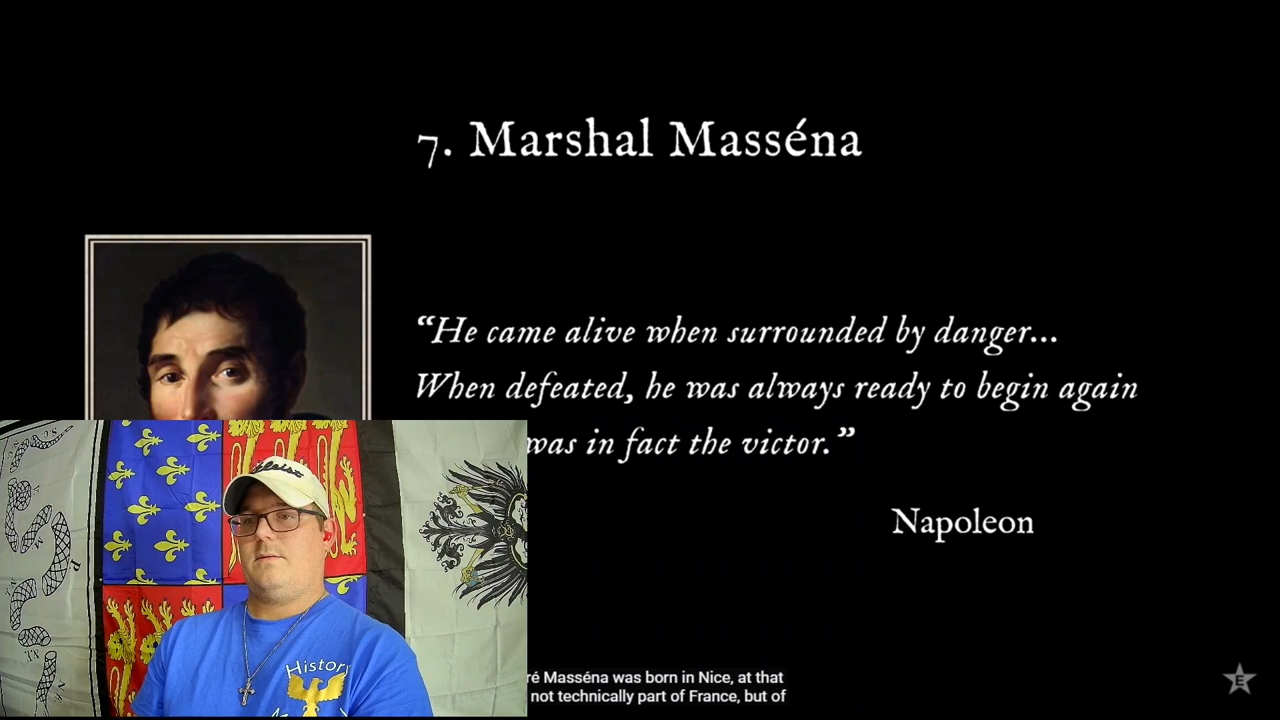 7. Marshal Masséna
“He came alive when surrounded by danger...
When defeated, he was always ready to begin again
was in fact the victor.”
Napoleon
Titleist
History
ré Masséna was born in Nice, at that
not technically part of France, but of
E